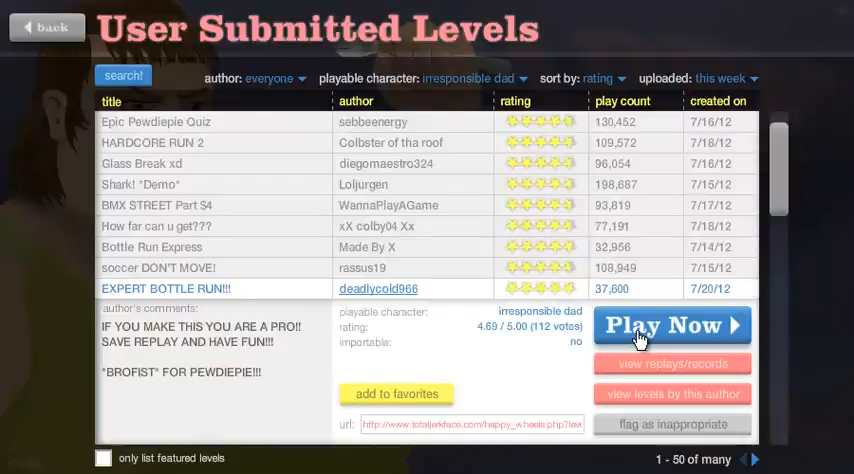 back
User Submitted Levels
search!
author: everyone playable character: irresponsible dad sort by: rating uploaded: this week
title author rating play count created on
Epic Pewdiepie Quiz sebbeenergy 130,452 7/16/12
HARDCORE RUN 2 Colbster of tha roof 109,572 7/18/12
Glass Break xd diegomaestro324 96,054 7/16/12
Shark! *Demo* Loljurgen 198,687 7/15/12
BMX STREET Part $4 WannaPlayAGame 93,819 7/17/12
How far can u get??? xX colby04 Xx 77,191 7/18/12
Bottle Run Express Made By X 32,956 7/14/12
soccer DON'T MOVE! rassus19 108,949 7/15/12
EXPERT BOTTLE RUN!!! deadlycold966 37,600 7/20/12
author's comments:
IF YOU MAKE THIS YOU ARE A PRO!!
SAVE REPLAY AND HAVE FUN!!!
*BROFIST* FOR PEWDIEPIE!!!
playable character: irresponsible dad
rating: 4.69 / 5.00 (112 votes)
importable: no
add to favorites
url: http://www.totaljerkface.com/happy_wheels.php?leve
Play Now
view replays/records
view levels by this author
flag as inappropriate
only list featured levels
1 - 50 of many